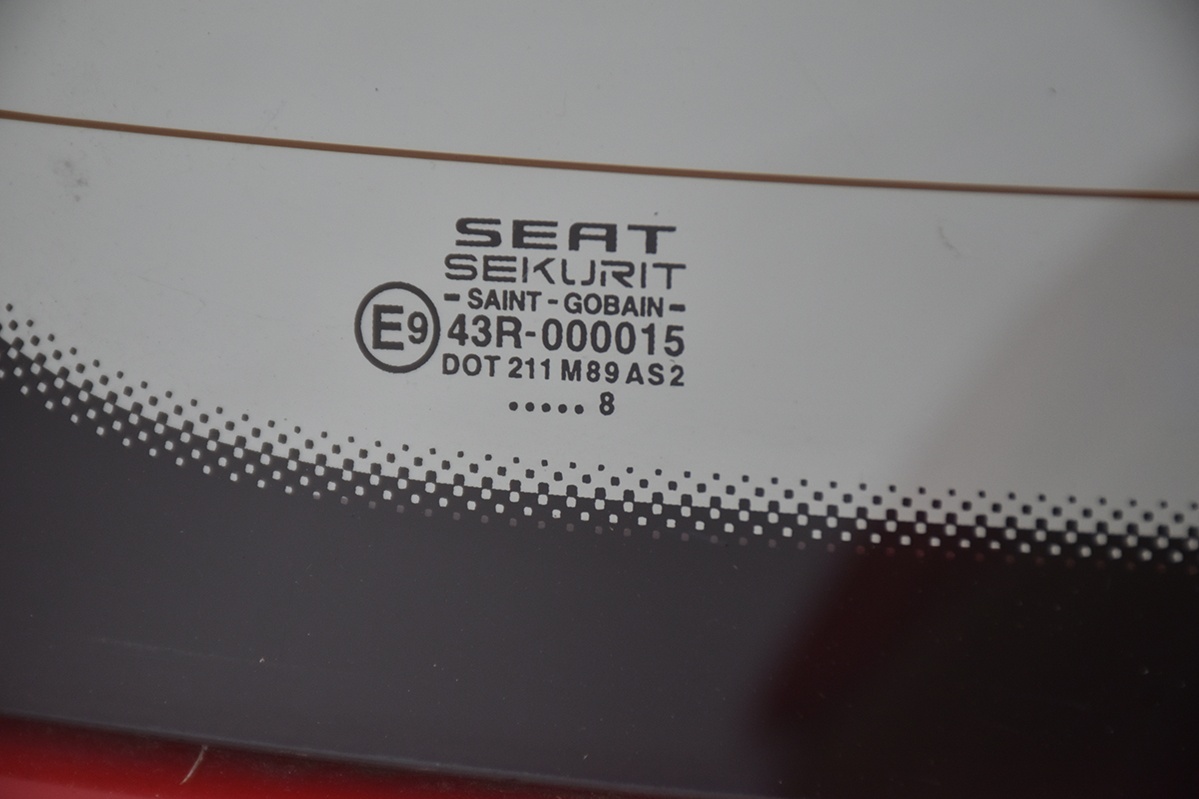 SEAT
SEKURIT
- SAINT - GOBAIN -
E9 43R-000015
DOT 211 M89 AS2
..... 8